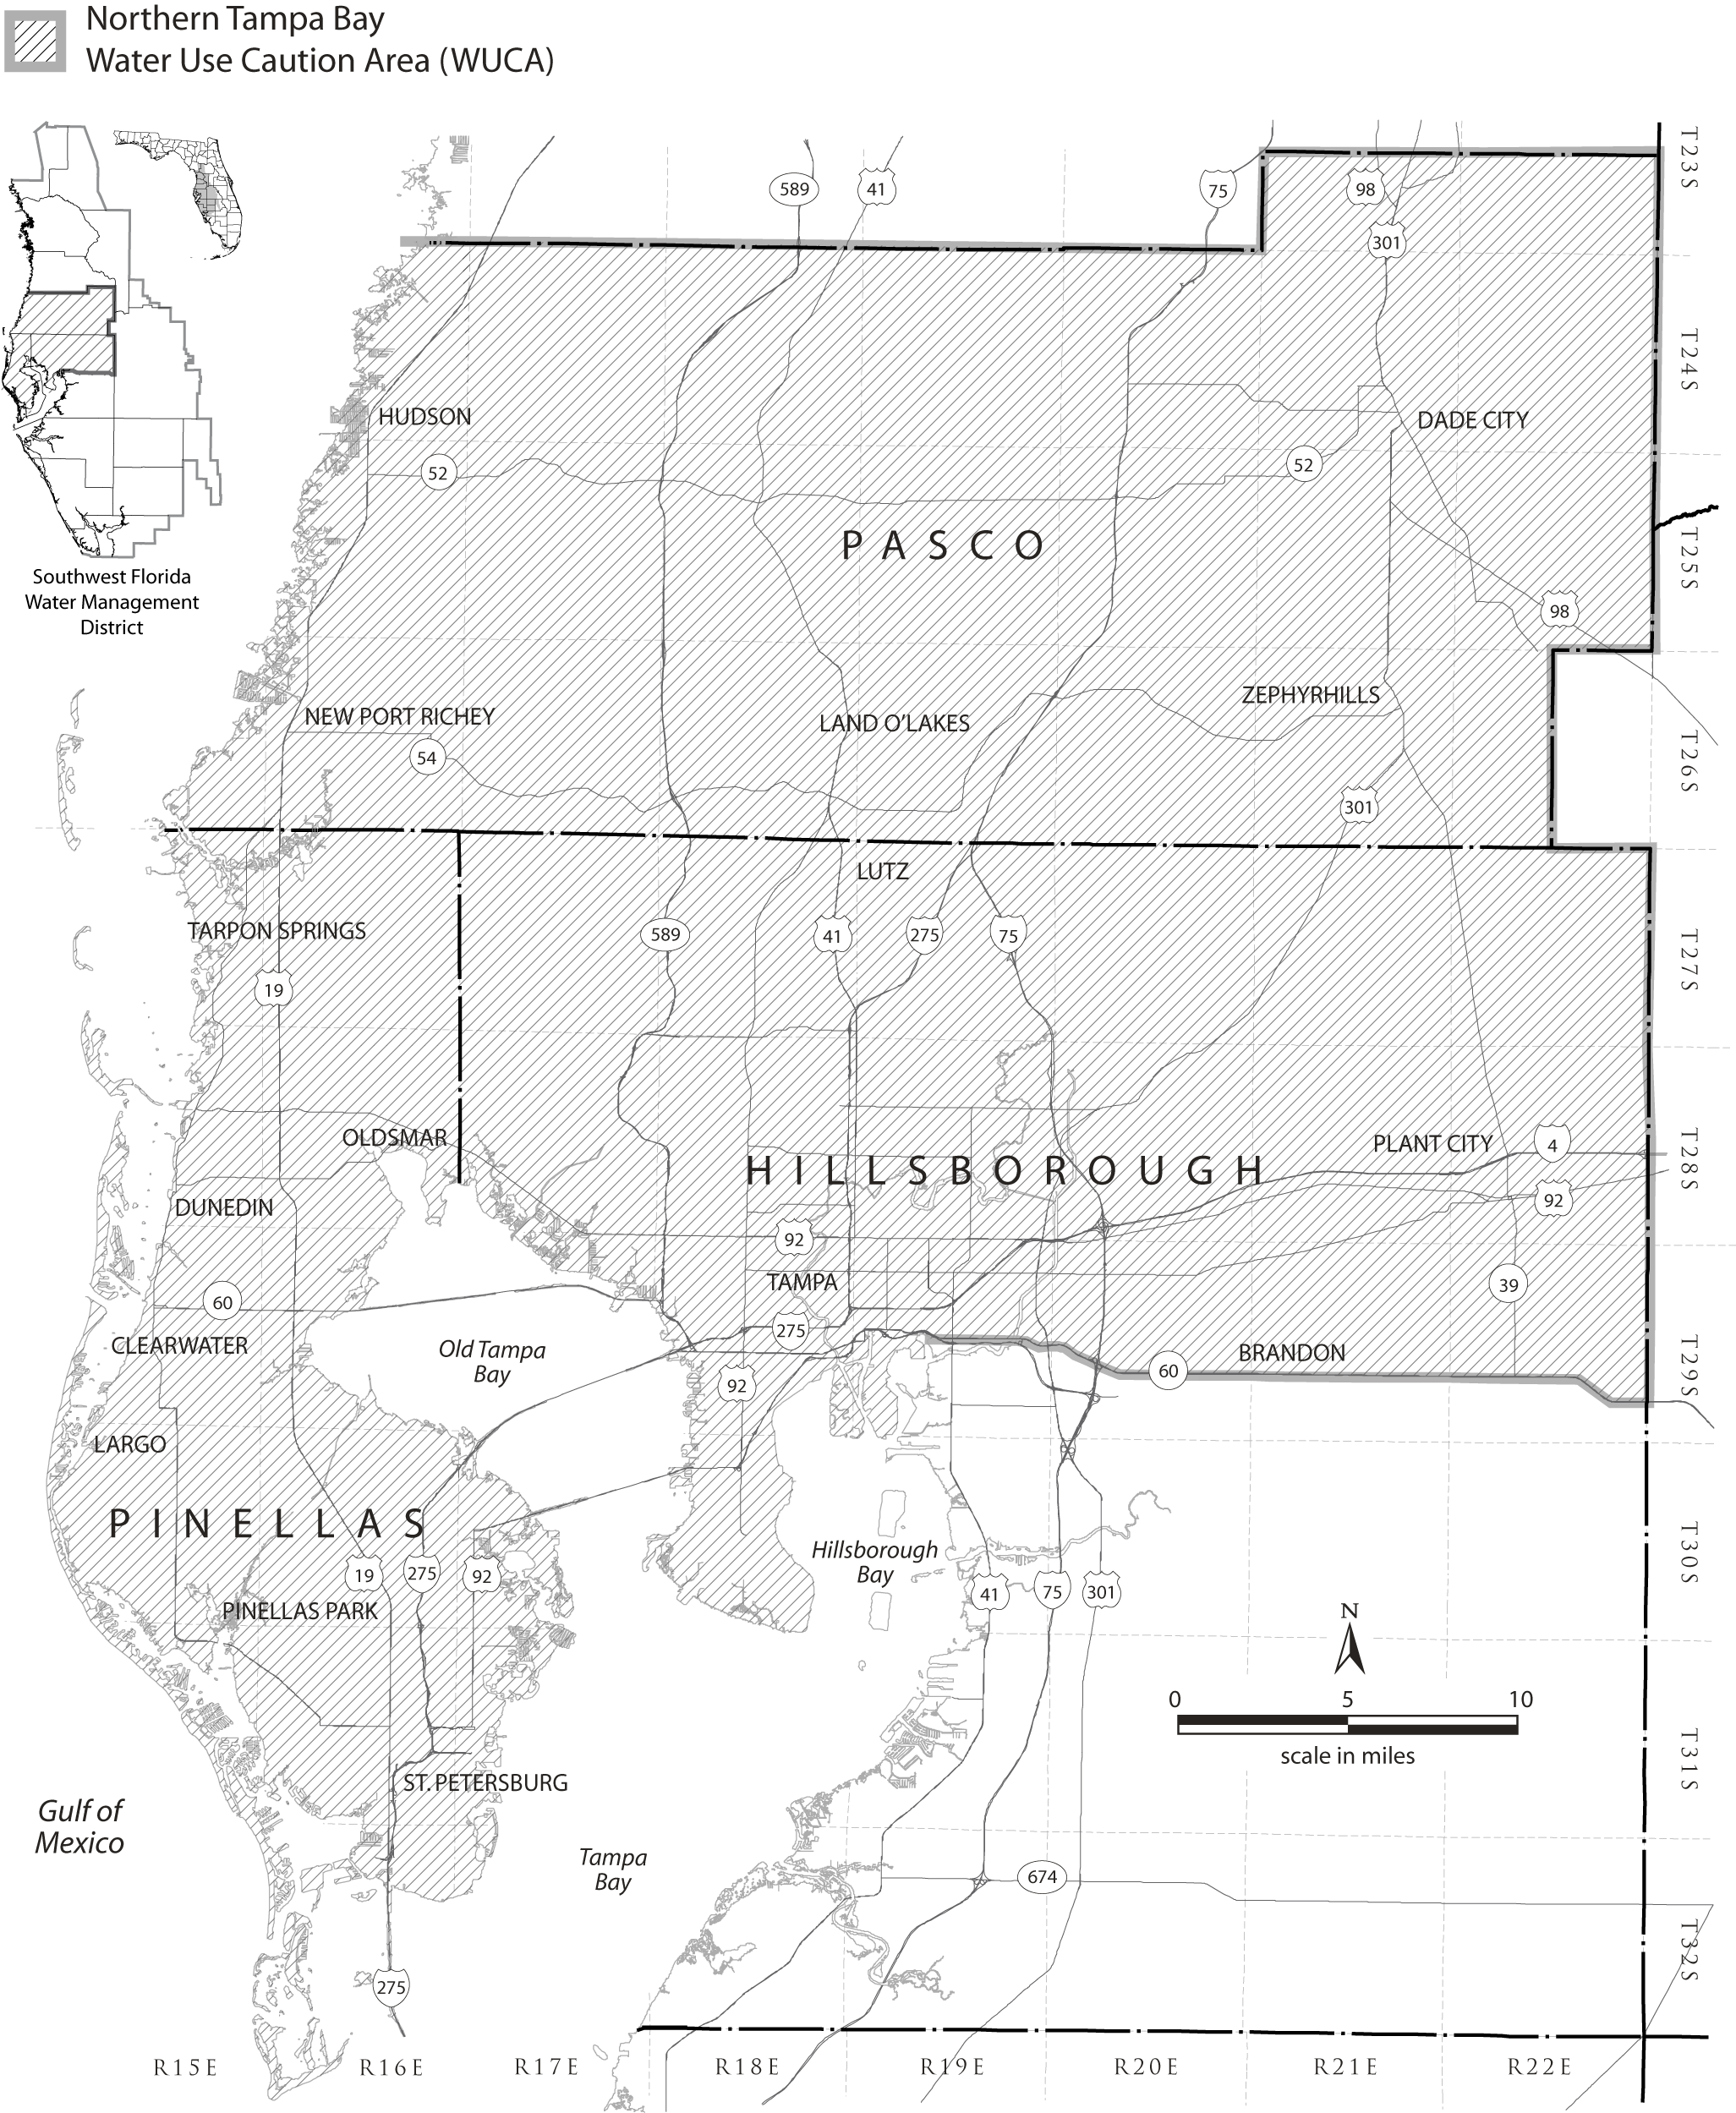 Northern Tampa Bay
Water Use Caution Area (WUCA)
T23S
589
41
75
98
301
T24S
HUDSON
DADE CITY
52
52
PASCO
T25S
Southwest Florida
Water Management
District
98
ZEPHYRHILLS
NEW PORT RICHEY
LAND O'LAKES
54
T26S
301
LUTZ
TARPON SPRINGS
589
41
275
75
T27S
19
OLDSMAR
PLANT CITY
4
HILLSBOROUGH
T28S
DUNEDIN
92
92
TAMPA
39
60
275
CLEARWATER
Old Tampa
Bay
BRANDON
60
T29S
92
LARGO
PINELLAS
Hillsborough
Bay
T30S
19
275
92
41
75
301
PINELLAS PARK
N
0
5
10
scale in miles
T31S
ST. PETERSBURG
Gulf of
Mexico
Tampa
Bay
674
T32S
275
R15E
R16E
R17E
R18E
R19E
R20E
R21E
R22E